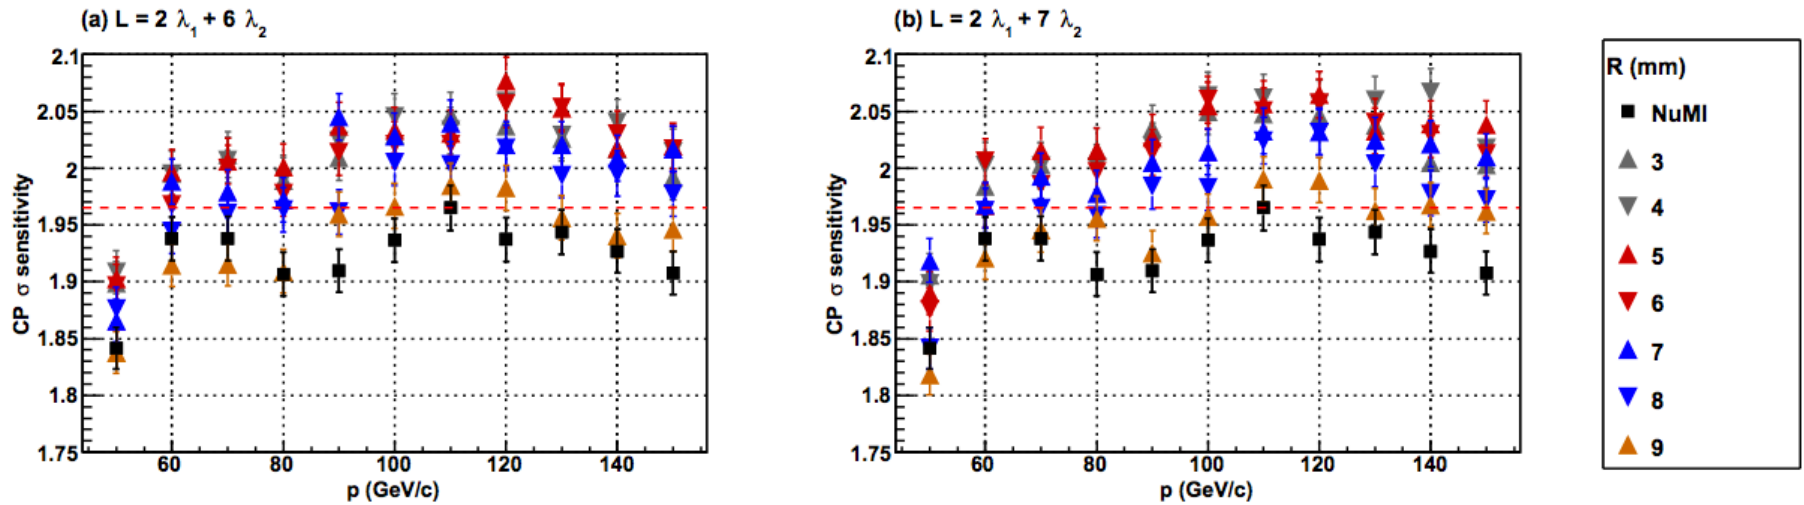 (a) L = 2 λ1 + 6 λ2
2.1
2.05
2
1.95
1.9
1.85
1.8
1.75
CP σ sensitivity
60 80 100 120 140
p (GeV/c)
(b) L = 2 λ1 + 7 λ2
2.1
2.05
2
1.95
1.9
1.85
1.8
1.75
CP σ sensitivity
60 80 100 120 140
p (GeV/c)
R (mm)
NuMI
3
4
5
6
7
8
9